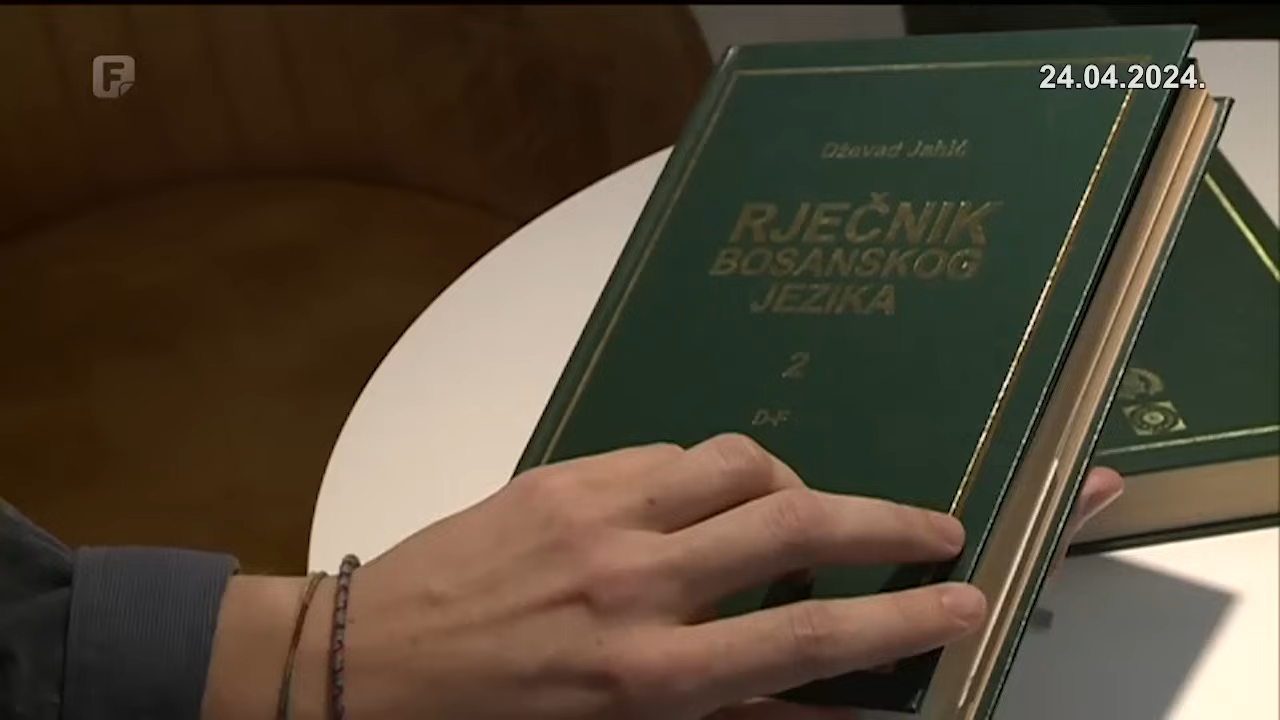 F
24.04.2024.
Dževad Jahić
RJEČNIK
BOSANSKOG
JEZIKA
2
D-F